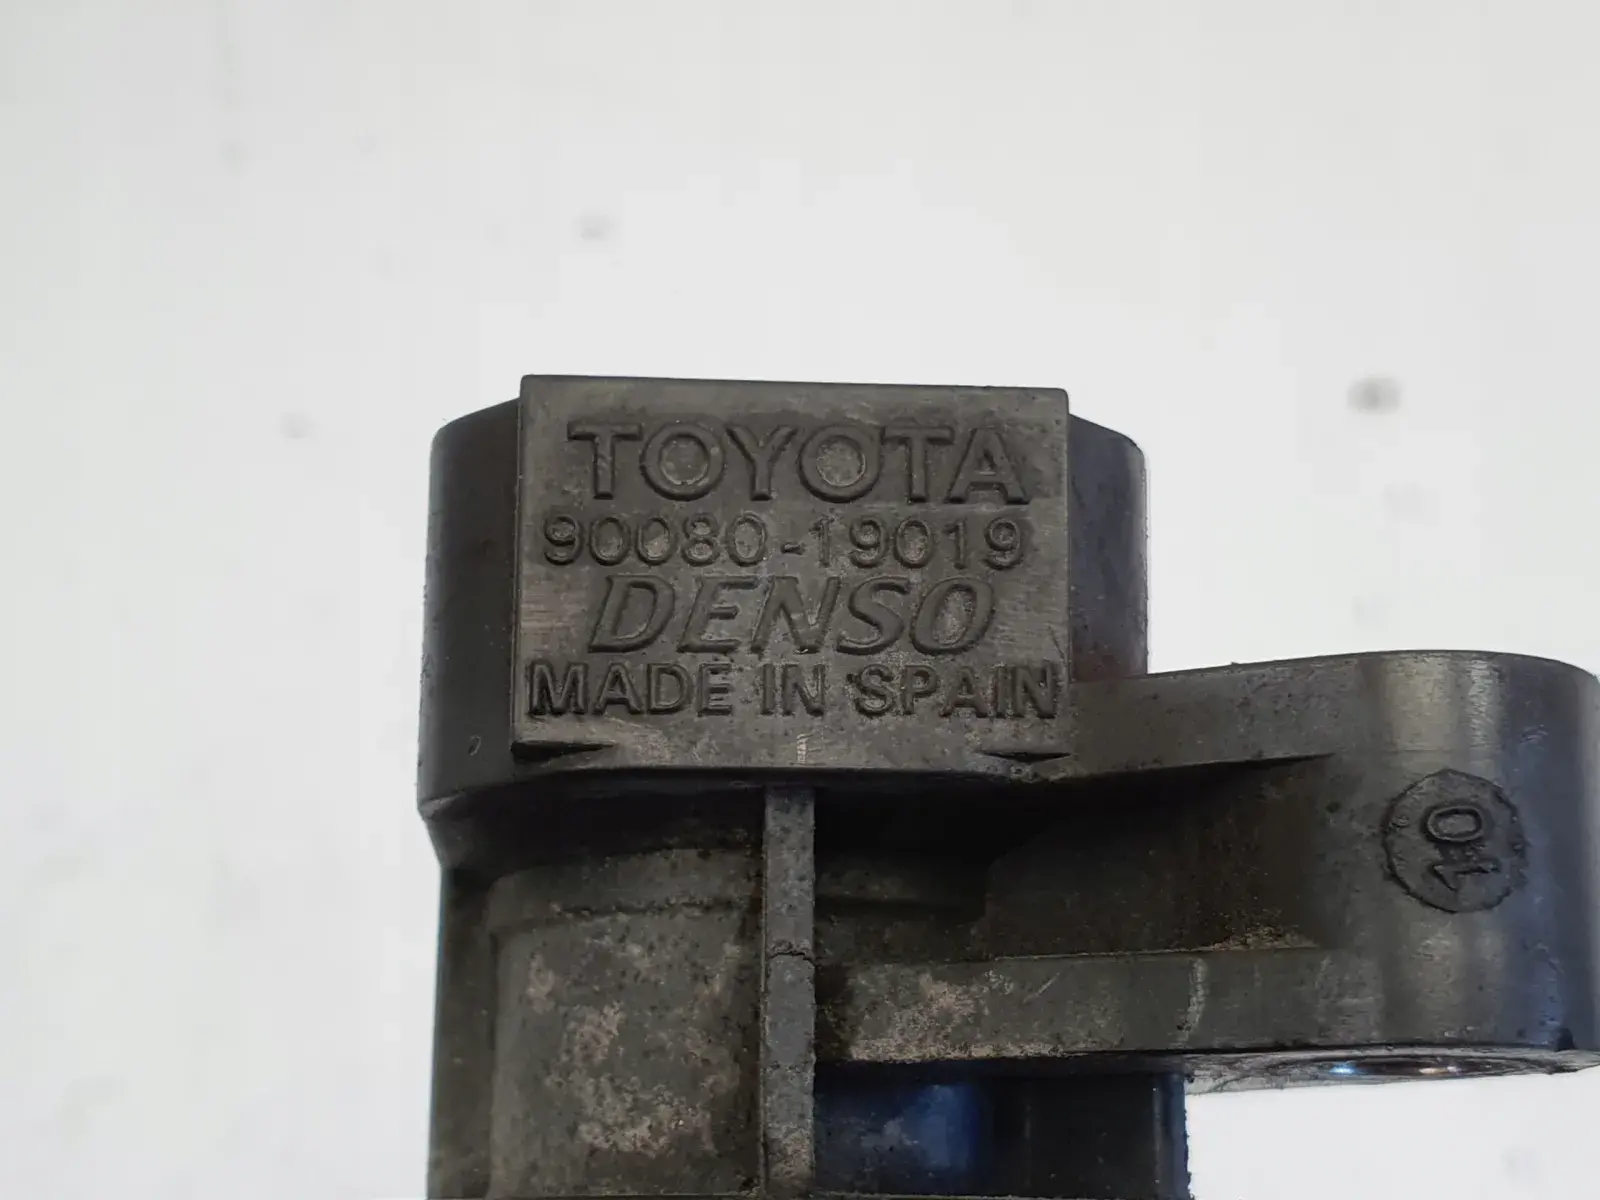 TOYOTA
90080-19019
DENSO
MADE IN SPAIN